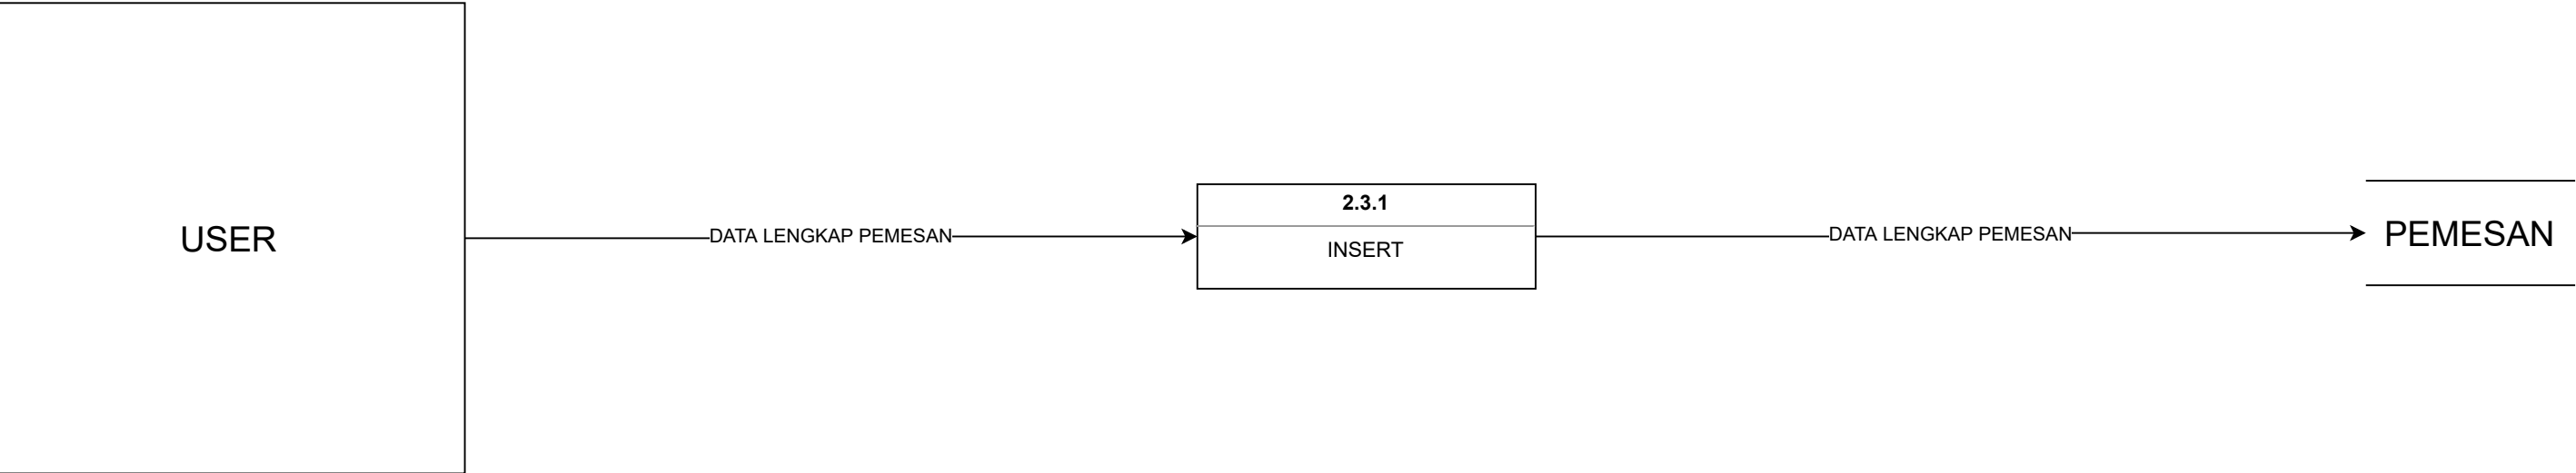 USER
DATA LENGKAP PEMESAN
2.3.1
INSERT
DATA LENGKAP PEMESAN
PEMESAN